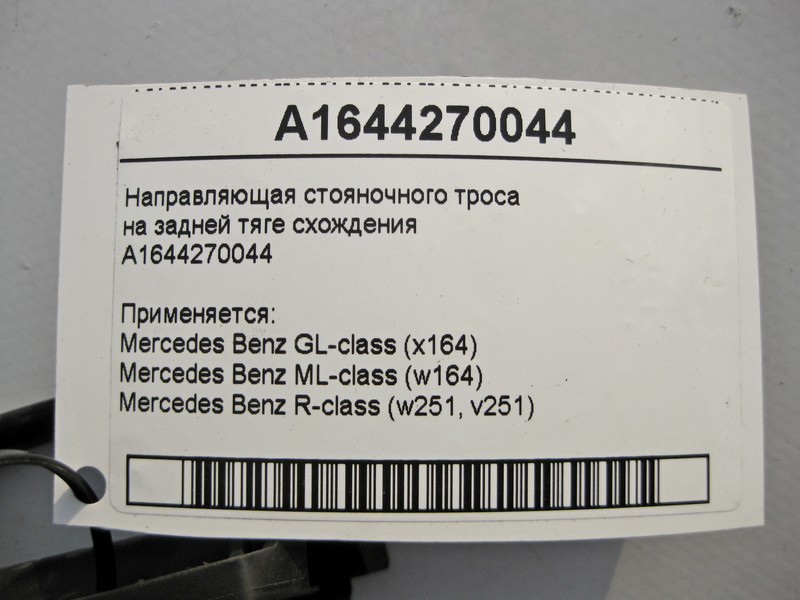 A1644270044
Направляющая стояночного троса
на задней тяге схождения
A1644270044
Применяется:
Mercedes Benz GL-class (x164)
Mercedes Benz ML-class (w164)
Mercedes Benz R-class (w251, v251)